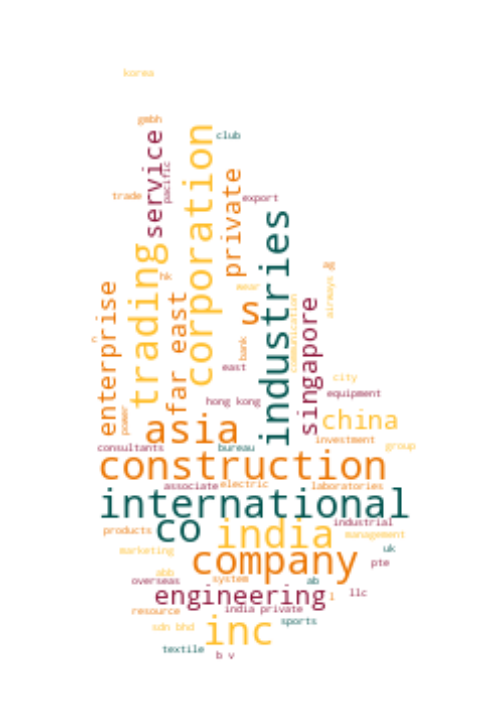 korea
gmbh
club
service
corporation
pacific
private
trade
export
industries
trading
hk
ag
airways
enterprise
far east
wear
s
communication
singapore
c
bank
east
city
equipment
hong kong
power
asia
china
investment
consultants
bureau
group
construction
associate
electric
laboratories
international
co
india
industrial
products
management
marketing
company
uk
pte
abb
overseas
system
ab
engineering
l
llc
resource
india private
sdn bhd
inc
sports
textile
b v